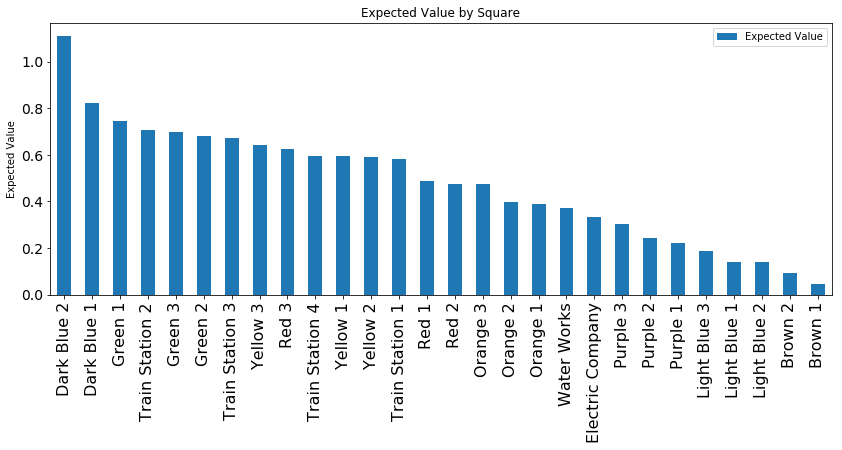 Expected Value by Square
Expected Value
Expected Value
1.0
0.8
0.6
0.4
0.2
0.0
Dark Blue 2
Dark Blue 1
Green 1
Train Station 2
Green 3
Green 2
Train Station 3
Yellow 3
Red 3
Train Station 4
Yellow 1
Yellow 2
Train Station 1
Red 1
Red 2
Orange 3
Orange 2
Orange 1
Water Works
Electric Company
Purple 3
Purple 2
Purple 1
Light Blue 3
Light Blue 1
Light Blue 2
Brown 2
Brown 1